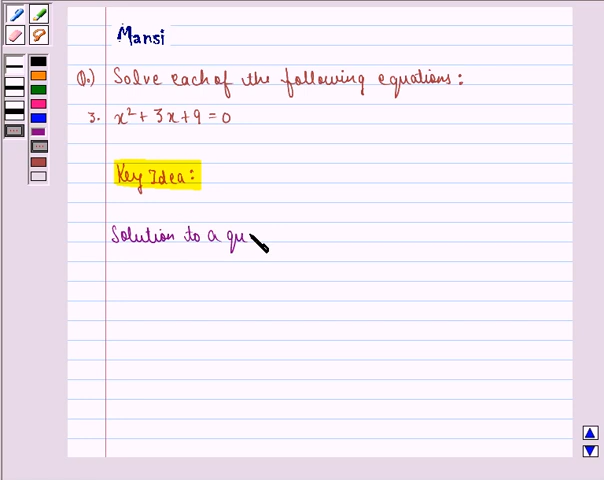 Mansi
Q.) Solve each of the following equations:
3. x² + 3x + 9 = 0
Key Idea:
Solution to a qu